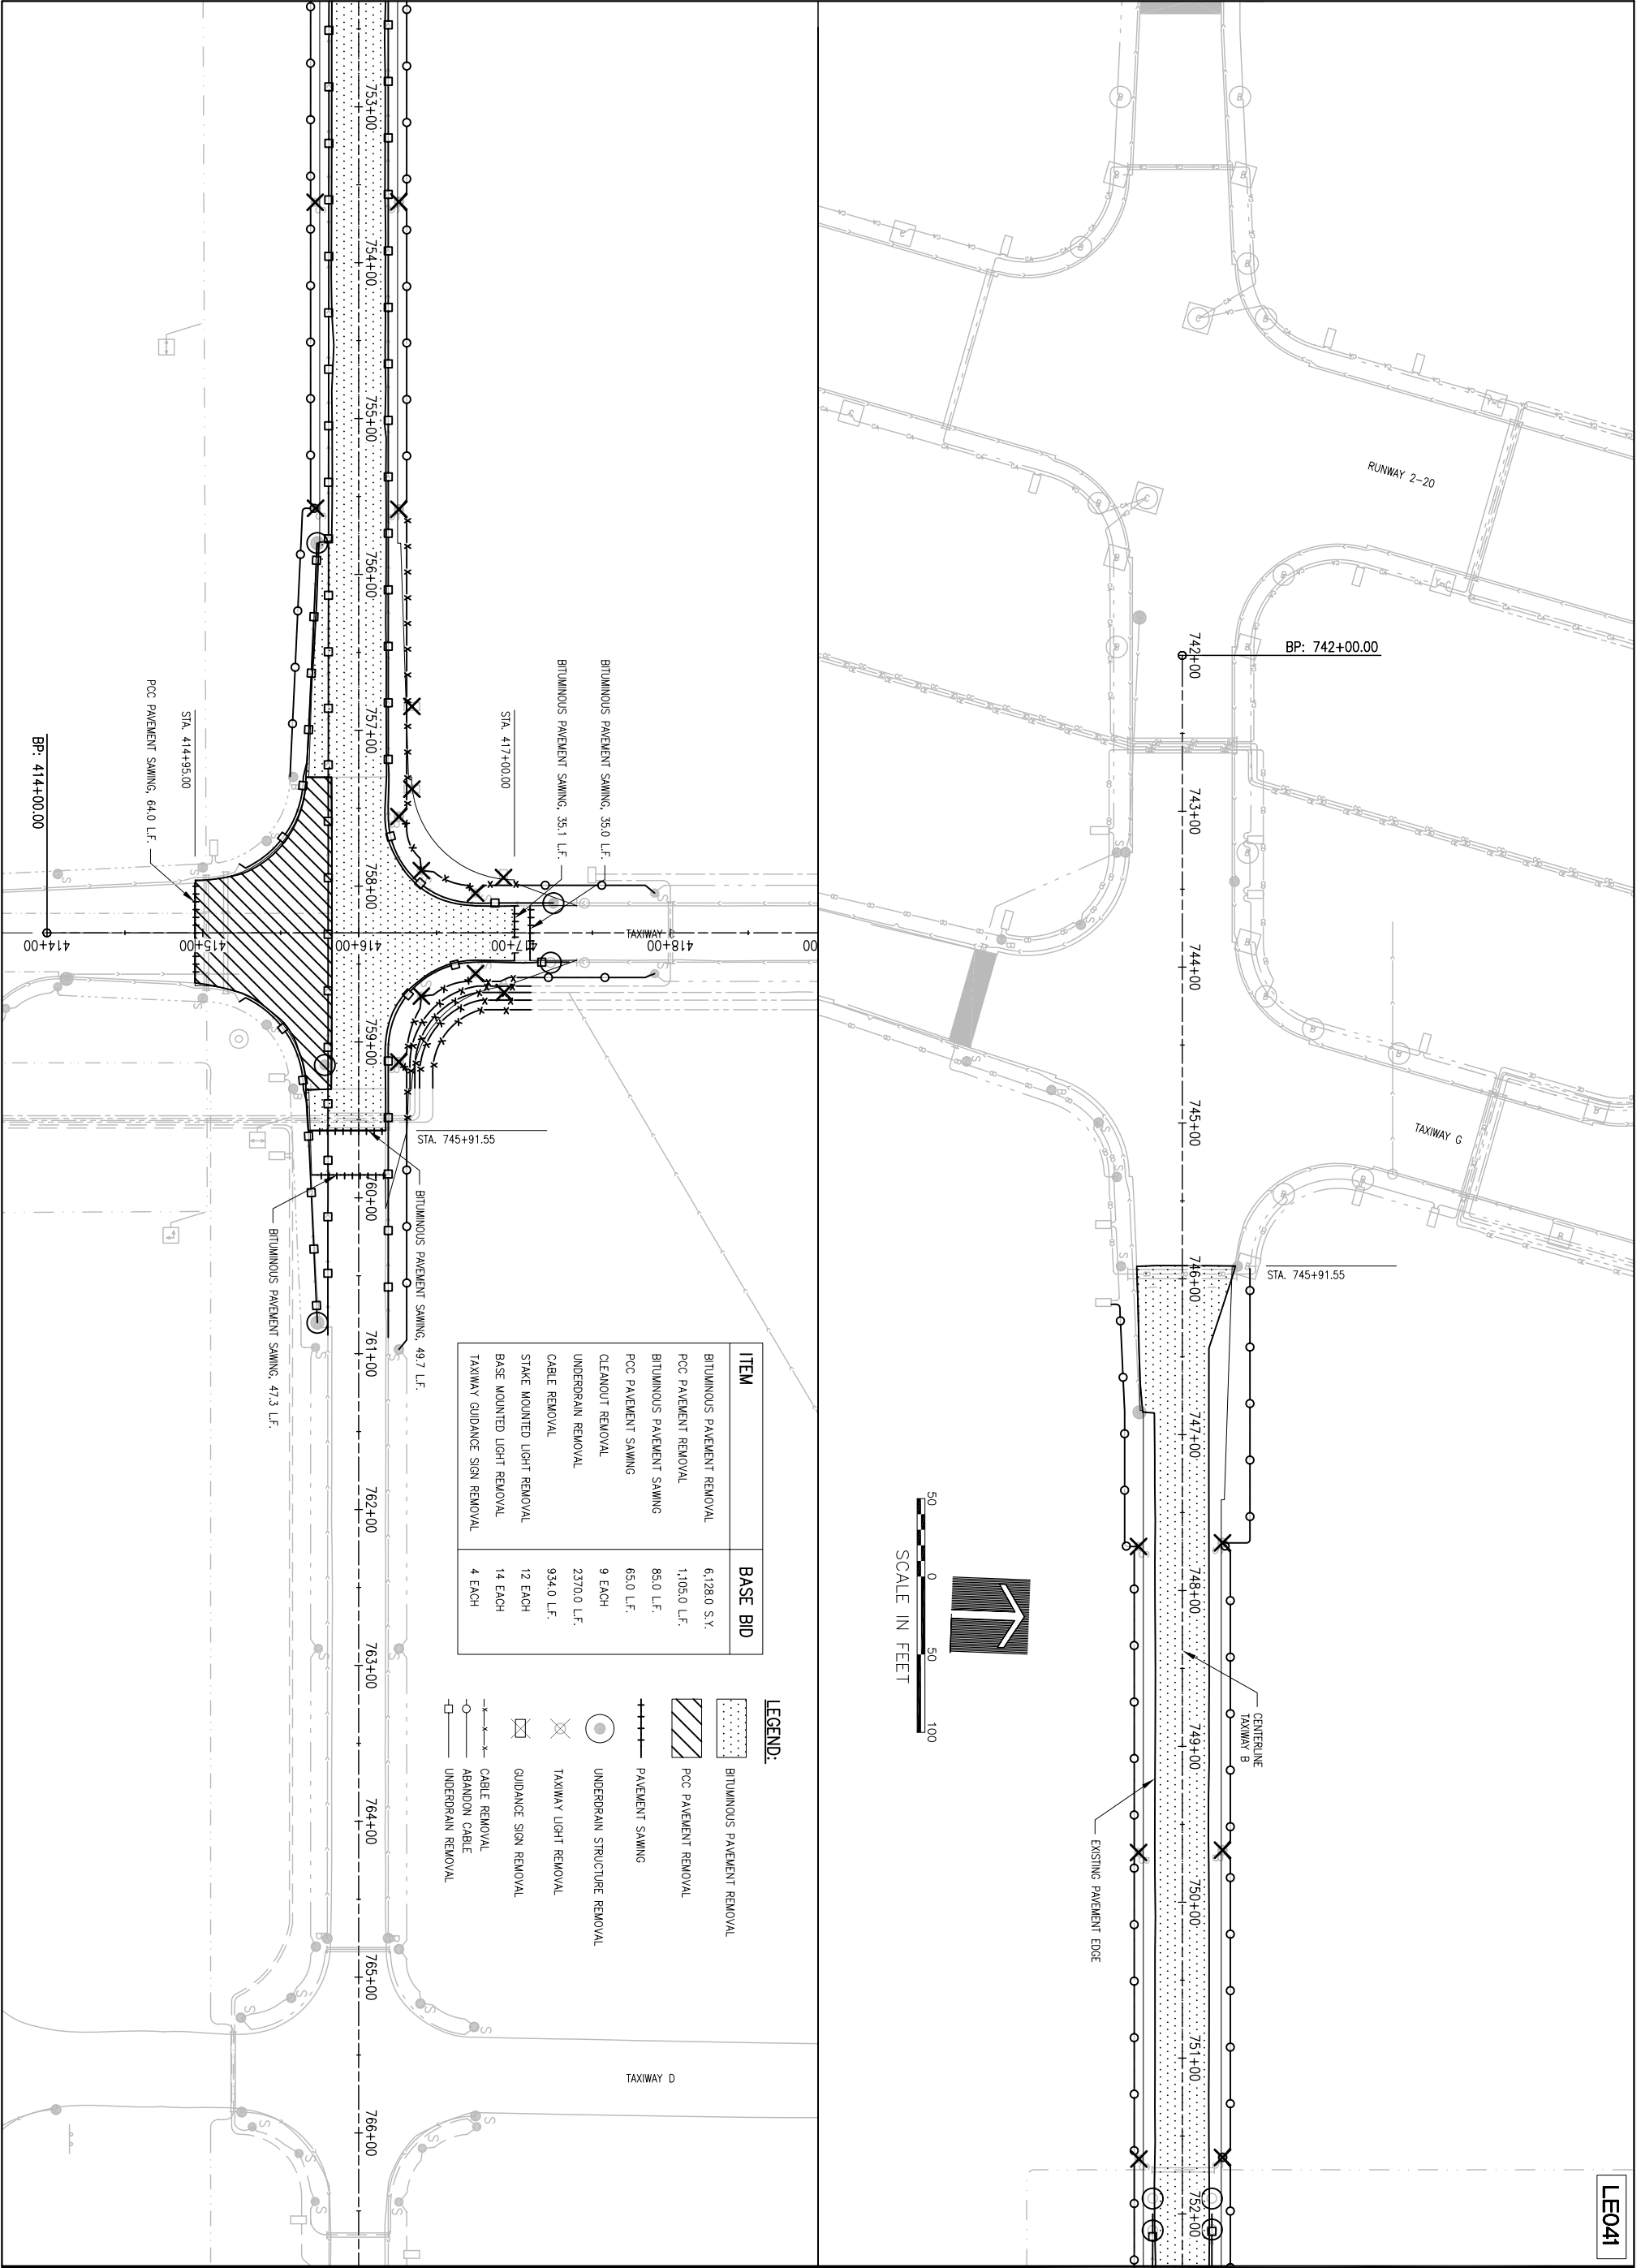 LE041
RUNWAY 2-20
BP: 742+00.00
742+00
743+00
744+00
745+00
746+00
747+00
748+00
749+00
750+00
751+00
752+00
TAXIWAY G
STA. 745+91.55
CENTERLINE
TAXIWAY B
EXISTING PAVEMENT EDGE
50
0
50
100
SCALE IN FEET
753+00
754+00
755+00
756+00
757+00
758+00
759+00
760+00
761+00
762+00
763+00
764+00
765+00
766+00
BITUMINOUS PAVEMENT SAWING, 35.0 L.F.
BITUMINOUS PAVEMENT SAWING, 35.1 L.F.
STA. 417+00.00
STA. 414+95.00
PCC PAVEMENT SAWING, 64.0 L.F.
BP: 414+00.00
414+00
415+00
416+00
417+00
418+00
TAXIWAY C
STA. 745+91.55
BITUMINOUS PAVEMENT SAWING, 49.7 L.F.
BITUMINOUS PAVEMENT SAWING, 47.3 L.F.
TAXIWAY D
ITEM BASE BID
BITUMINOUS PAVEMENT REMOVAL 6,128.0 S.Y.
PCC PAVEMENT REMOVAL 1,105.0 L.F.
BITUMINOUS PAVEMENT SAWING 85.0 L.F.
PCC PAVEMENT SAWING 65.0 L.F.
CLEANOUT REMOVAL 9 EACH
UNDERDRAIN REMOVAL 2370.0 L.F.
CABLE REMOVAL 934.0 L.F.
STAKE MOUNTED LIGHT REMOVAL 12 EACH
BASE MOUNTED LIGHT REMOVAL 14 EACH
TAXIWAY GUIDANCE SIGN REMOVAL 4 EACH
LEGEND:
BITUMINOUS PAVEMENT REMOVAL
PCC PAVEMENT REMOVAL
PAVEMENT SAWING
UNDERDRAIN STRUCTURE REMOVAL
TAXIWAY LIGHT REMOVAL
GUIDANCE SIGN REMOVAL
CABLE REMOVAL
ABANDON CABLE
UNDERDRAIN REMOVAL